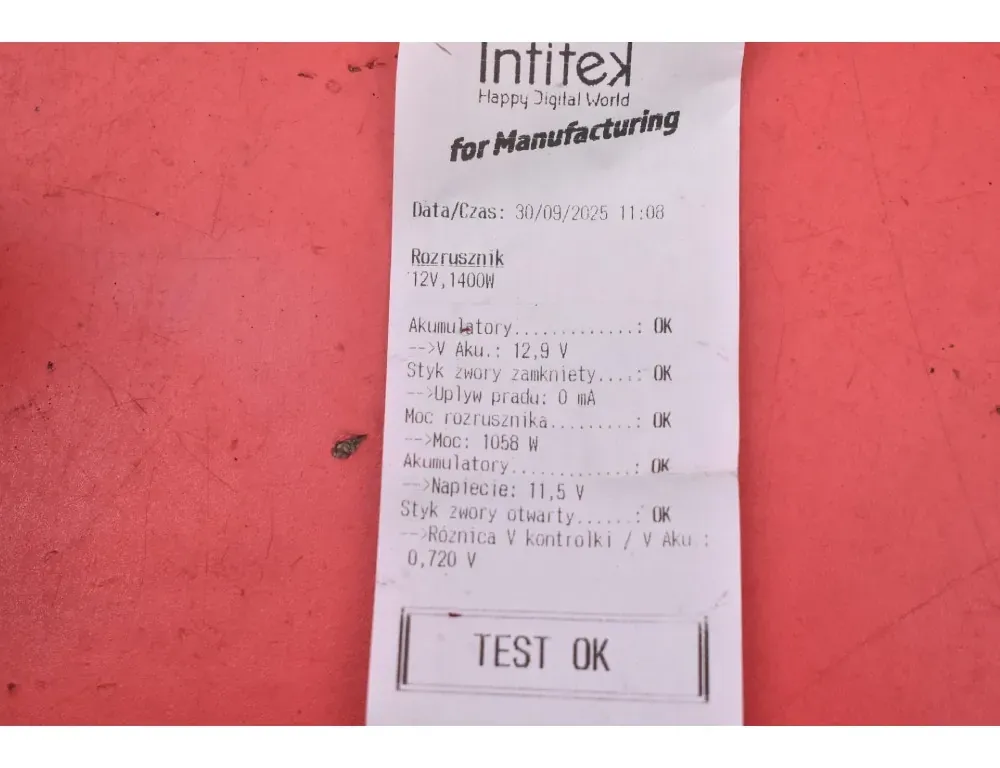 Intitek
Happy Digital World
for Manufacturing
Data/Czas: 30/09/2025 11:08
Rozrusznik
12V,1400W
Akumulatory.............: OK
-->V Aku.: 12,9 V
Styk zwory zamkniety....: OK
-->Uplyw pradu: 0 mA
Moc rozrusznika.........: OK
-->Moc: 1058 W
Akumulatory.............: OK
-->Napiecie: 11,5 V
Styk zwory otwarty......: OK
-->Róznica V kontrolki / V Aku.:
0,720 V
TEST OK